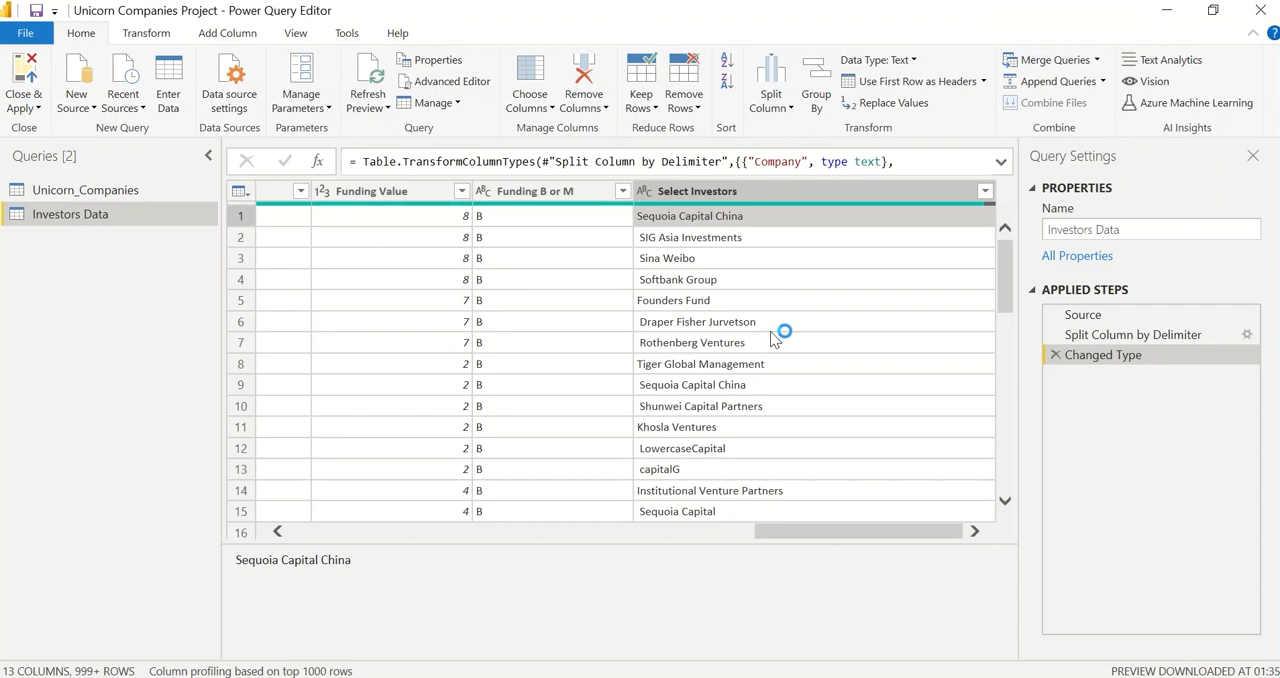 Unicorn Companies Project - Power Query Editor
File Home Transform Add Column View Tools Help
Close & Apply
New Source
Recent Sources
Enter Data
Data source settings
Manage Parameters
Refresh Preview
Properties
Advanced Editor
Manage
Choose Columns
Remove Columns
Keep Rows
Remove Rows
Split Column
Group By
Data Type: Text
Use First Row as Headers
Replace Values
Merge Queries
Append Queries
Combine Files
Text Analytics
Vision
Azure Machine Learning
Close New Query Data Sources Parameters Query Manage Columns Reduce Rows Sort Transform Combine AI Insights
Queries [2]
Unicorn_Companies
Investors Data
fx = Table.TransformColumnTypes(#"Split Column by Delimiter",{{"Company", type text},
123 Funding Value ABC Funding B or M ABC Select Investors
1 8 B Sequoia Capital China
2 8 B SIG Asia Investments
3 8 B Sina Weibo
4 8 B Softbank Group
5 7 B Founders Fund
6 7 B Draper Fisher Jurvetson
7 7 B Rothenberg Ventures
8 2 B Tiger Global Management
9 2 B Sequoia Capital China
10 2 B Shunwei Capital Partners
11 2 B Khosla Ventures
12 2 B LowercaseCapital
13 2 B capitalG
14 4 B Institutional Venture Partners
15 4 B Sequoia Capital
16
Sequoia Capital China
Query Settings
PROPERTIES
Name
Investors Data
All Properties
APPLIED STEPS
Source
Split Column by Delimiter
Changed Type
13 COLUMNS, 999+ ROWS Column profiling based on top 1000 rows PREVIEW DOWNLOADED AT 01:35